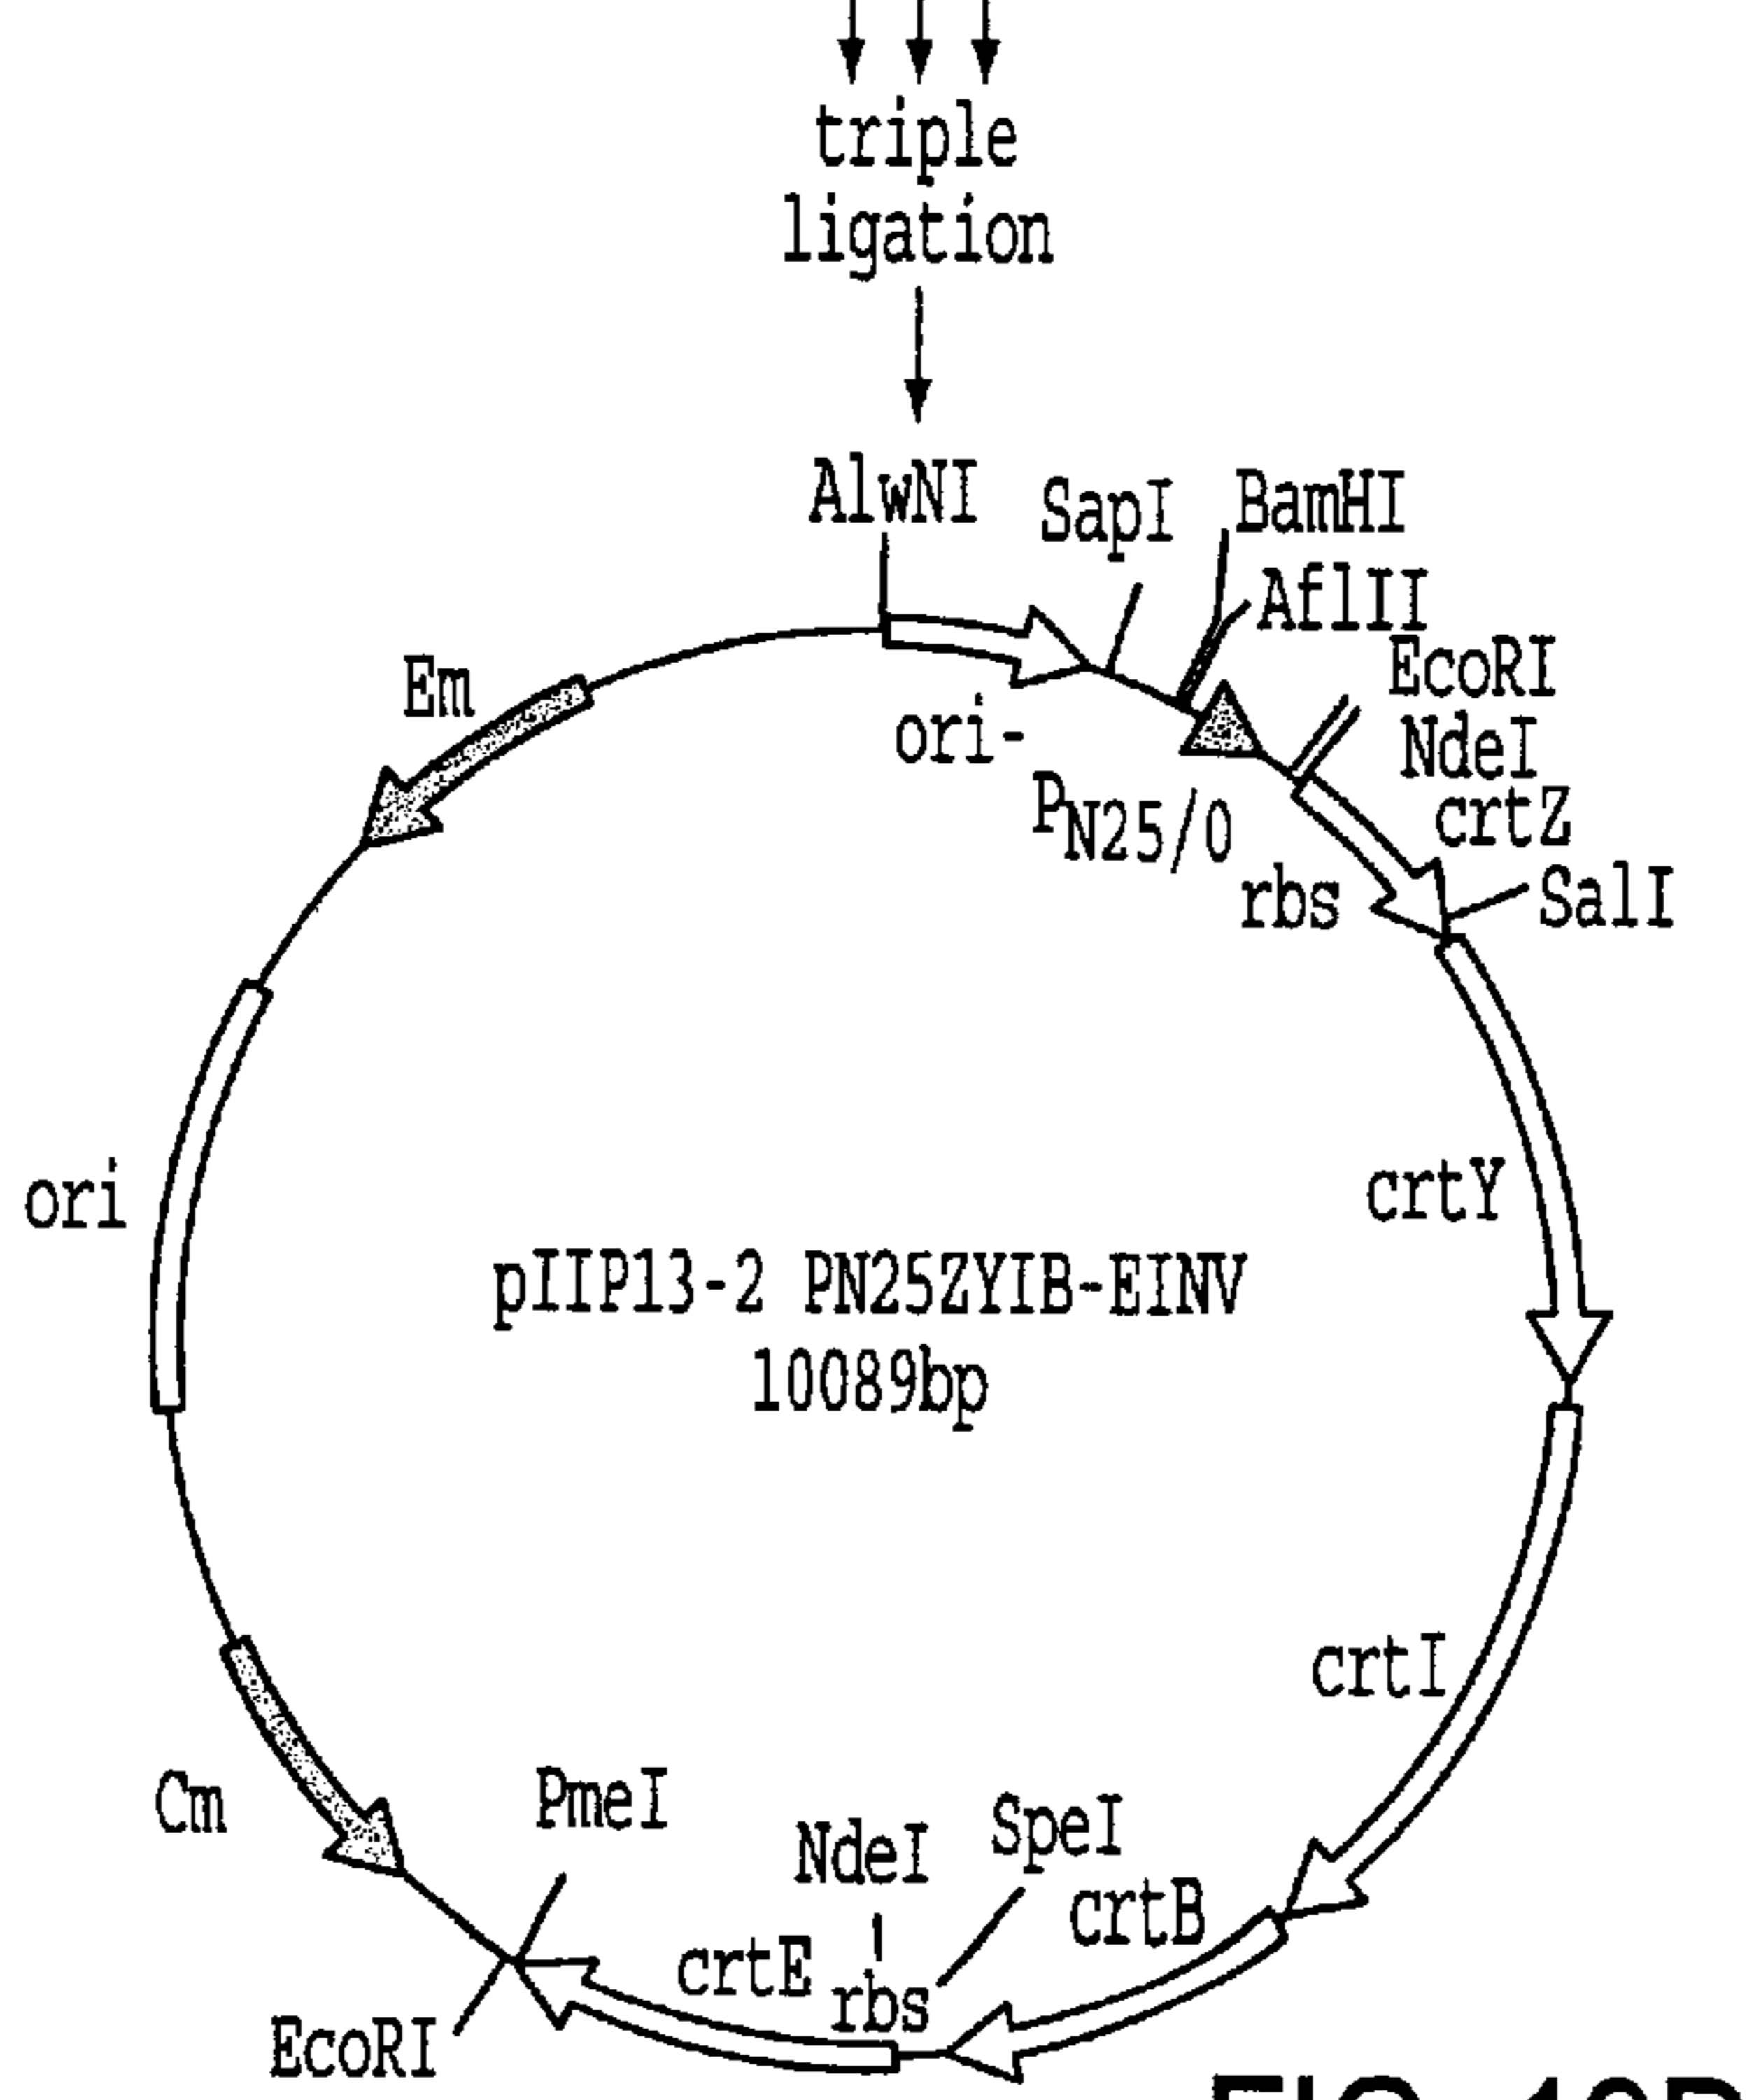 triple
ligation
AlwNI
SapI
BamHI
AflII
EcoRI
NdeI
crtZ
SalI
Em
ori-
PN25/0
rbs
crtY
ori
pIIP13-2 PN25ZYIB-EINV
10089bp
crtI
Cm
PmeI
NdeI
SpeI
crtB
crtE
rbs
EcoRI